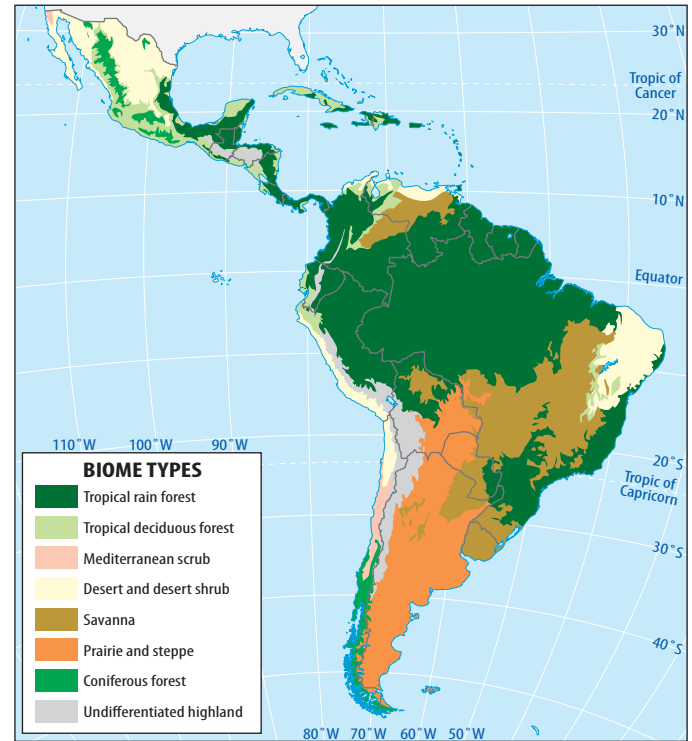 30°N
Tropic of
Cancer
20°N
10°N
Equator
110°W 100°W 90°W
20°S
Tropic of
Capricorn
30°S
40°S
BIOME TYPES
Tropical rain forest
Tropical deciduous forest
Mediterranean scrub
Desert and desert shrub
Savanna
Prairie and steppe
Coniferous forest
Undifferentiated highland
80°W 70°W 60°W 50°W